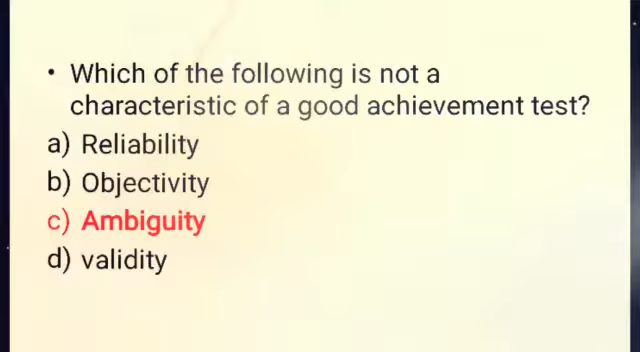 • Which of the following is not a
characteristic of a good achievement test?
a) Reliability
b) Objectivity
c) Ambiguity
d) validity